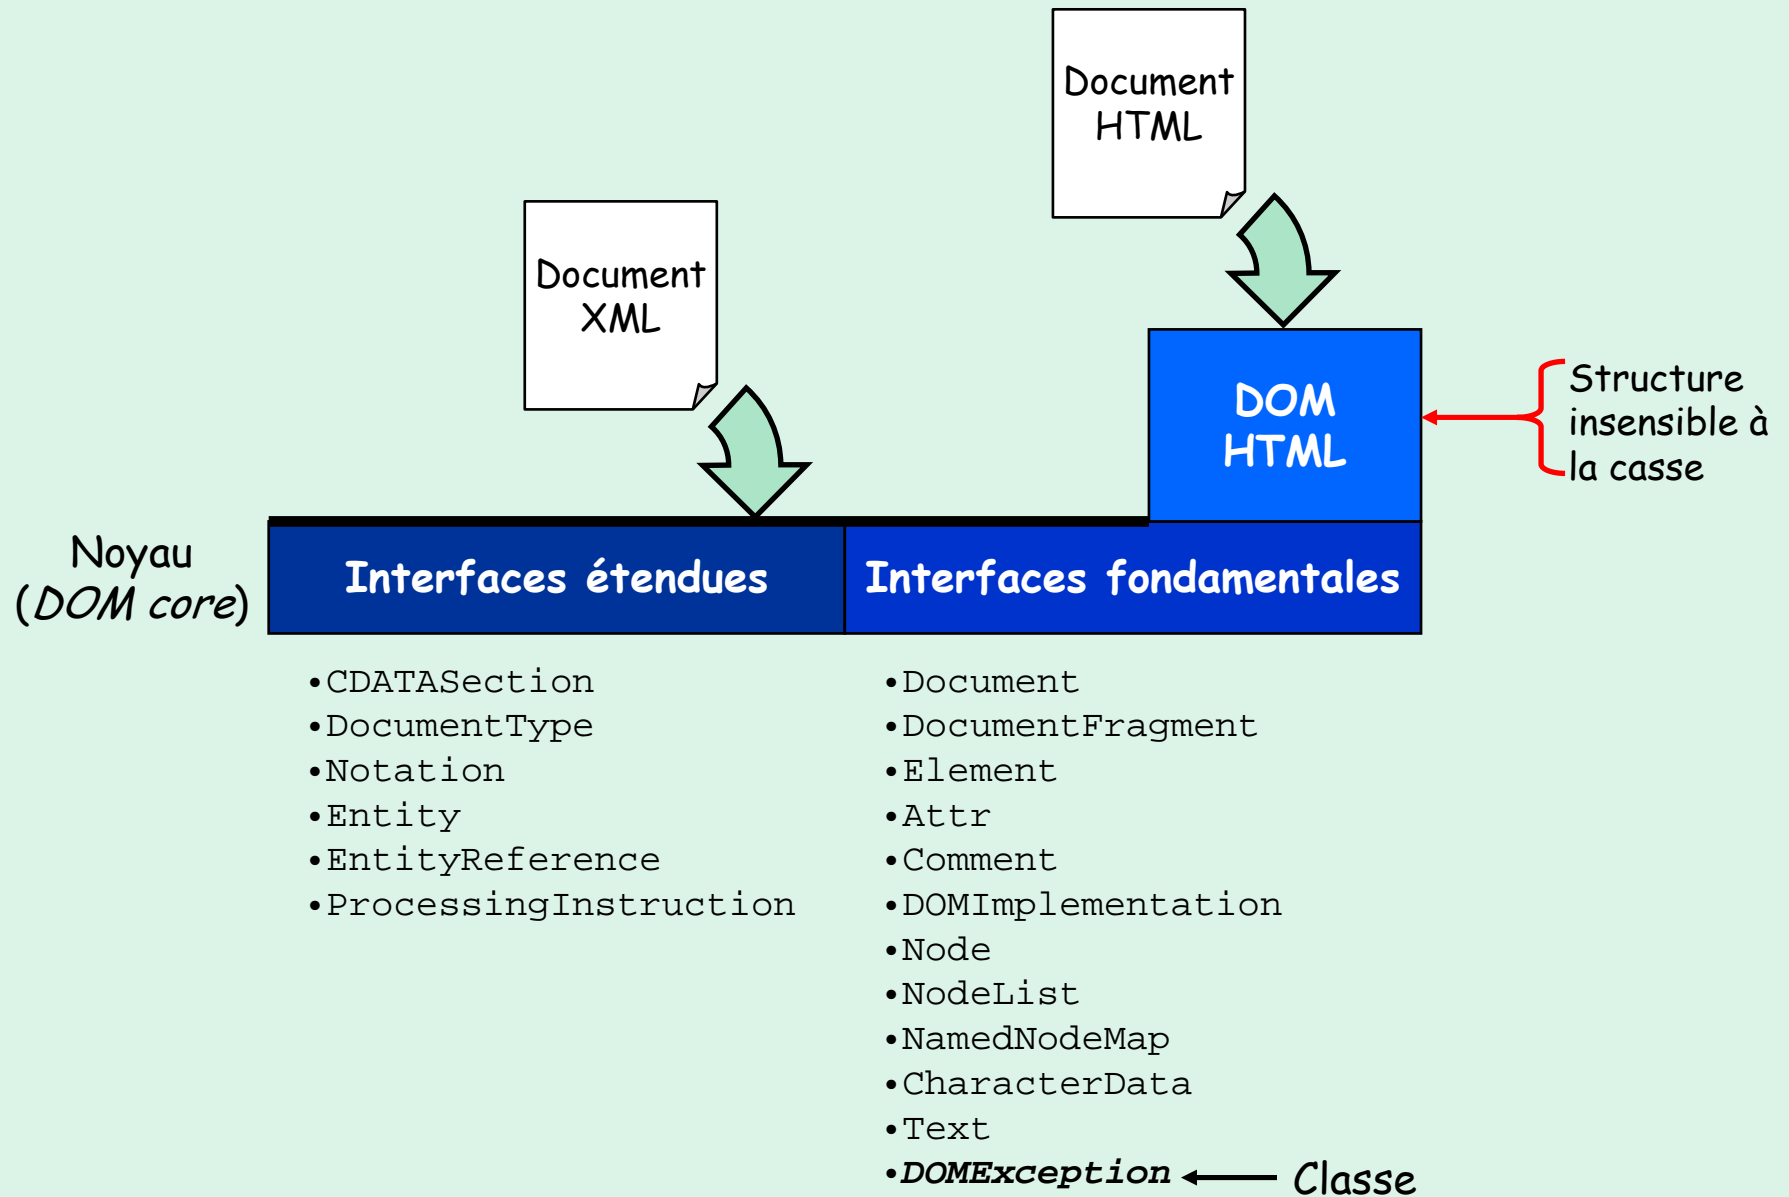 Document
HTML
Document
XML
DOM
HTML
Structure
insensible à
la casse
Noyau
(DOM core)
Interfaces étendues
Interfaces fondamentales
•CDATASection
•DocumentType
•Notation
•Entity
•EntityReference
•ProcessingInstruction
•Document
•DocumentFragment
•Element
•Attr
•Comment
•DOMImplementation
•Node
•NodeList
•NamedNodeMap
•CharacterData
•Text
•DOMException
Classe